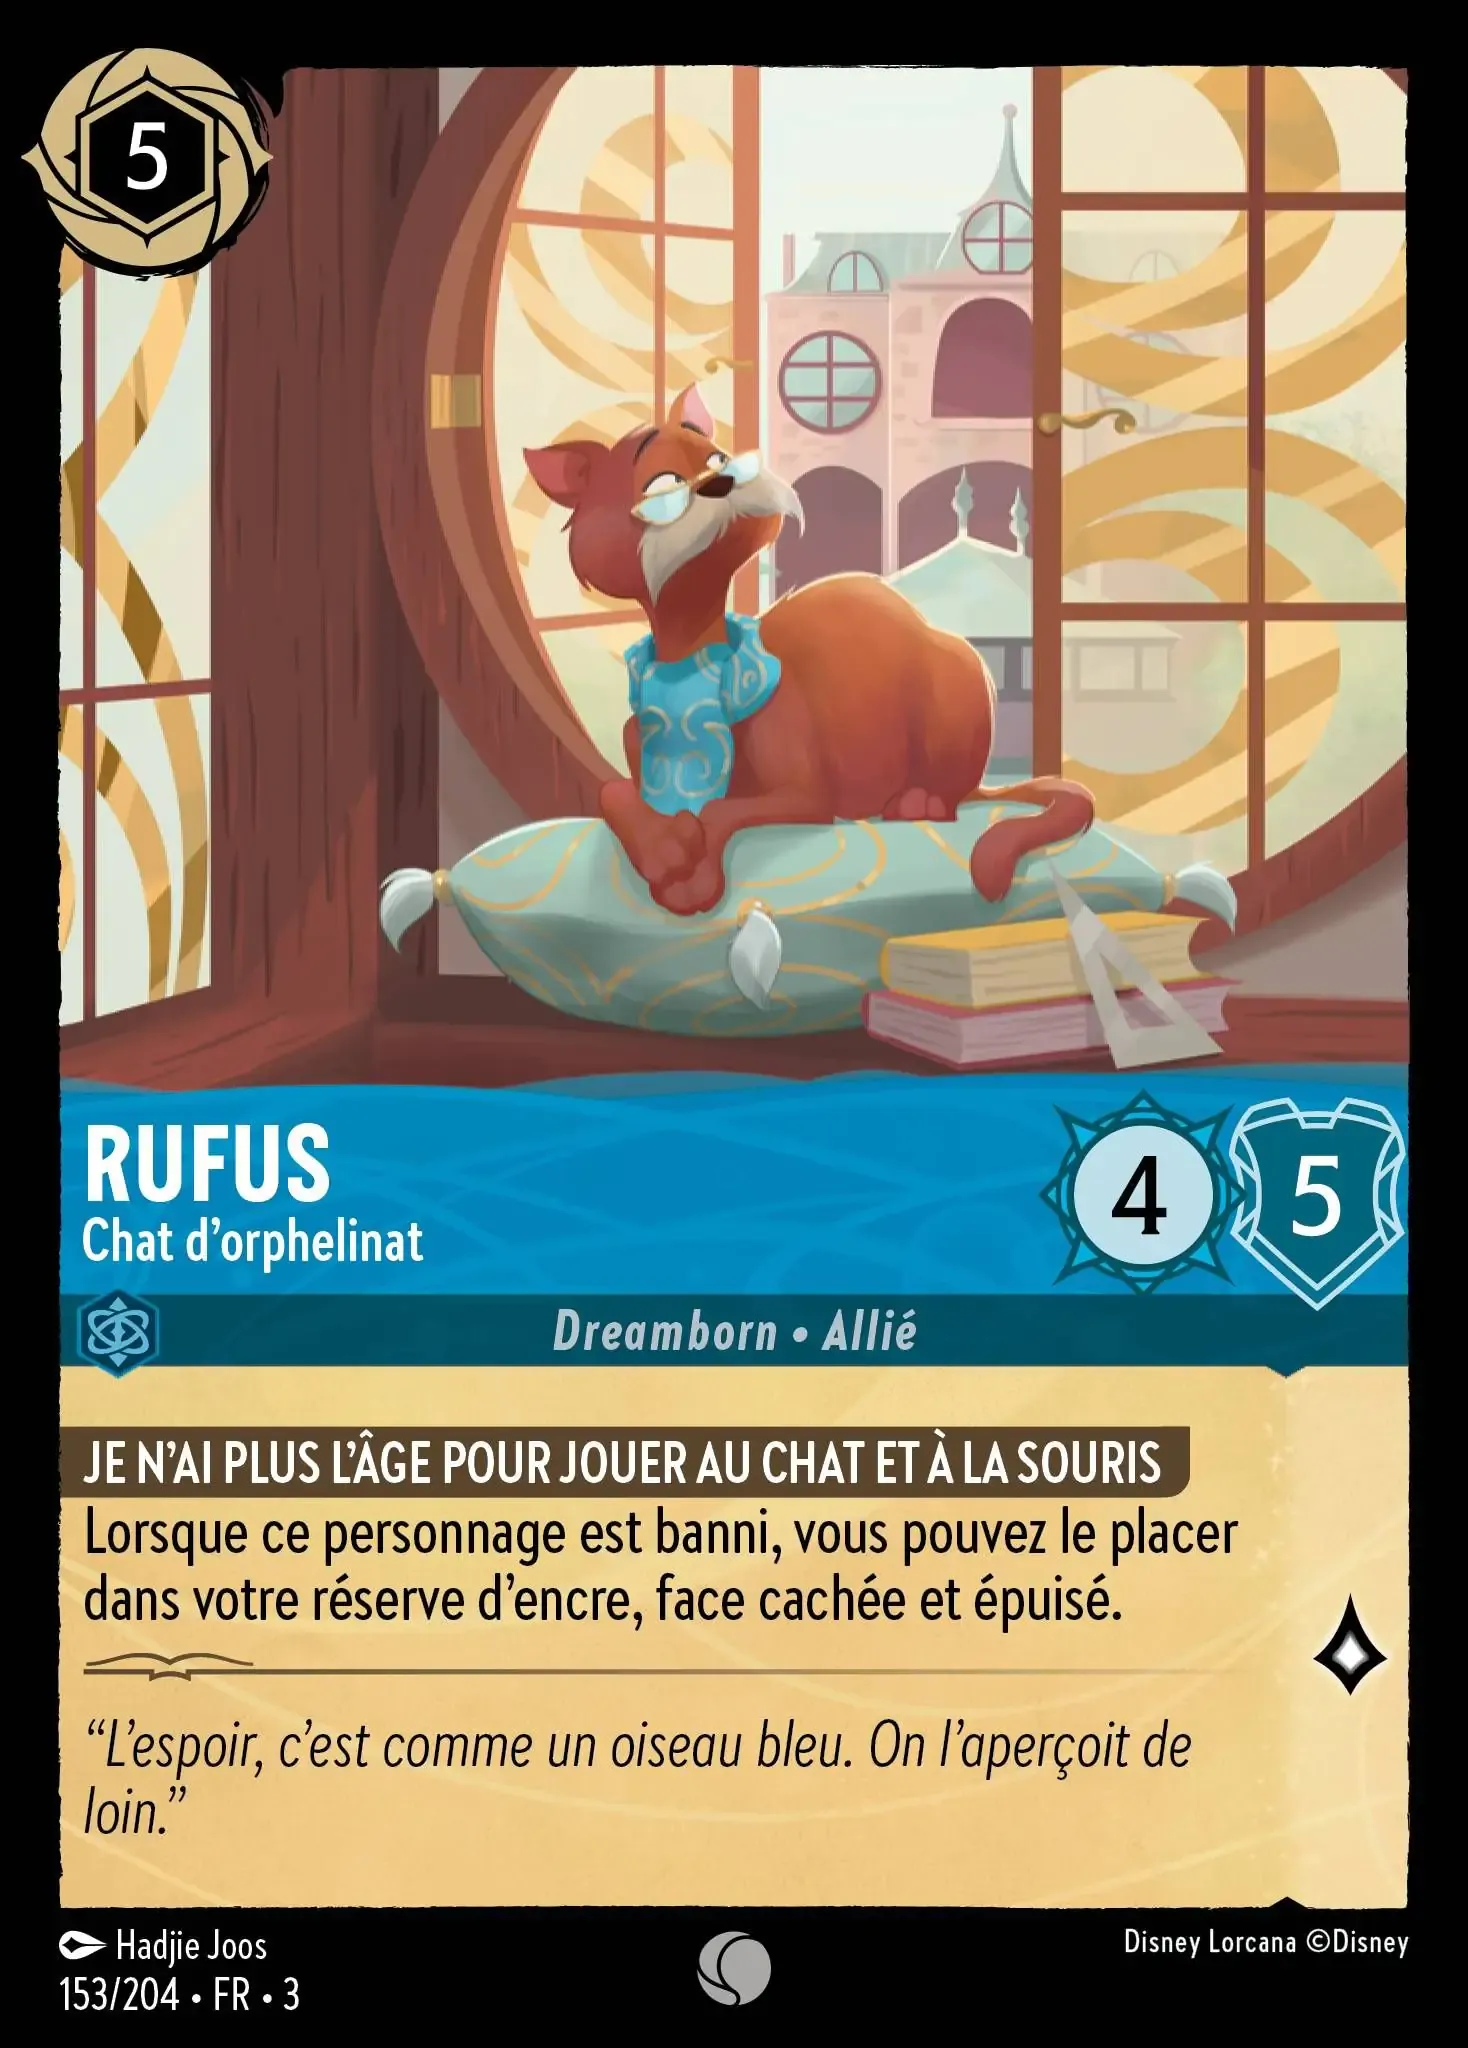 5
RUFUS
Chat d’orphelinat
4
5
Dreamborn • Allié
JE N’AI PLUS L’ÂGE POUR JOUER AU CHAT ET À LA SOURIS
Lorsque ce personnage est banni, vous pouvez le placer
dans votre réserve d’encre, face cachée et épuisé.
“L’espoir, c’est comme un oiseau bleu. On l’aperçoit de
loin.”
Hadjie Joos
Disney Lorcana ©Disney
153/204 • FR • 3